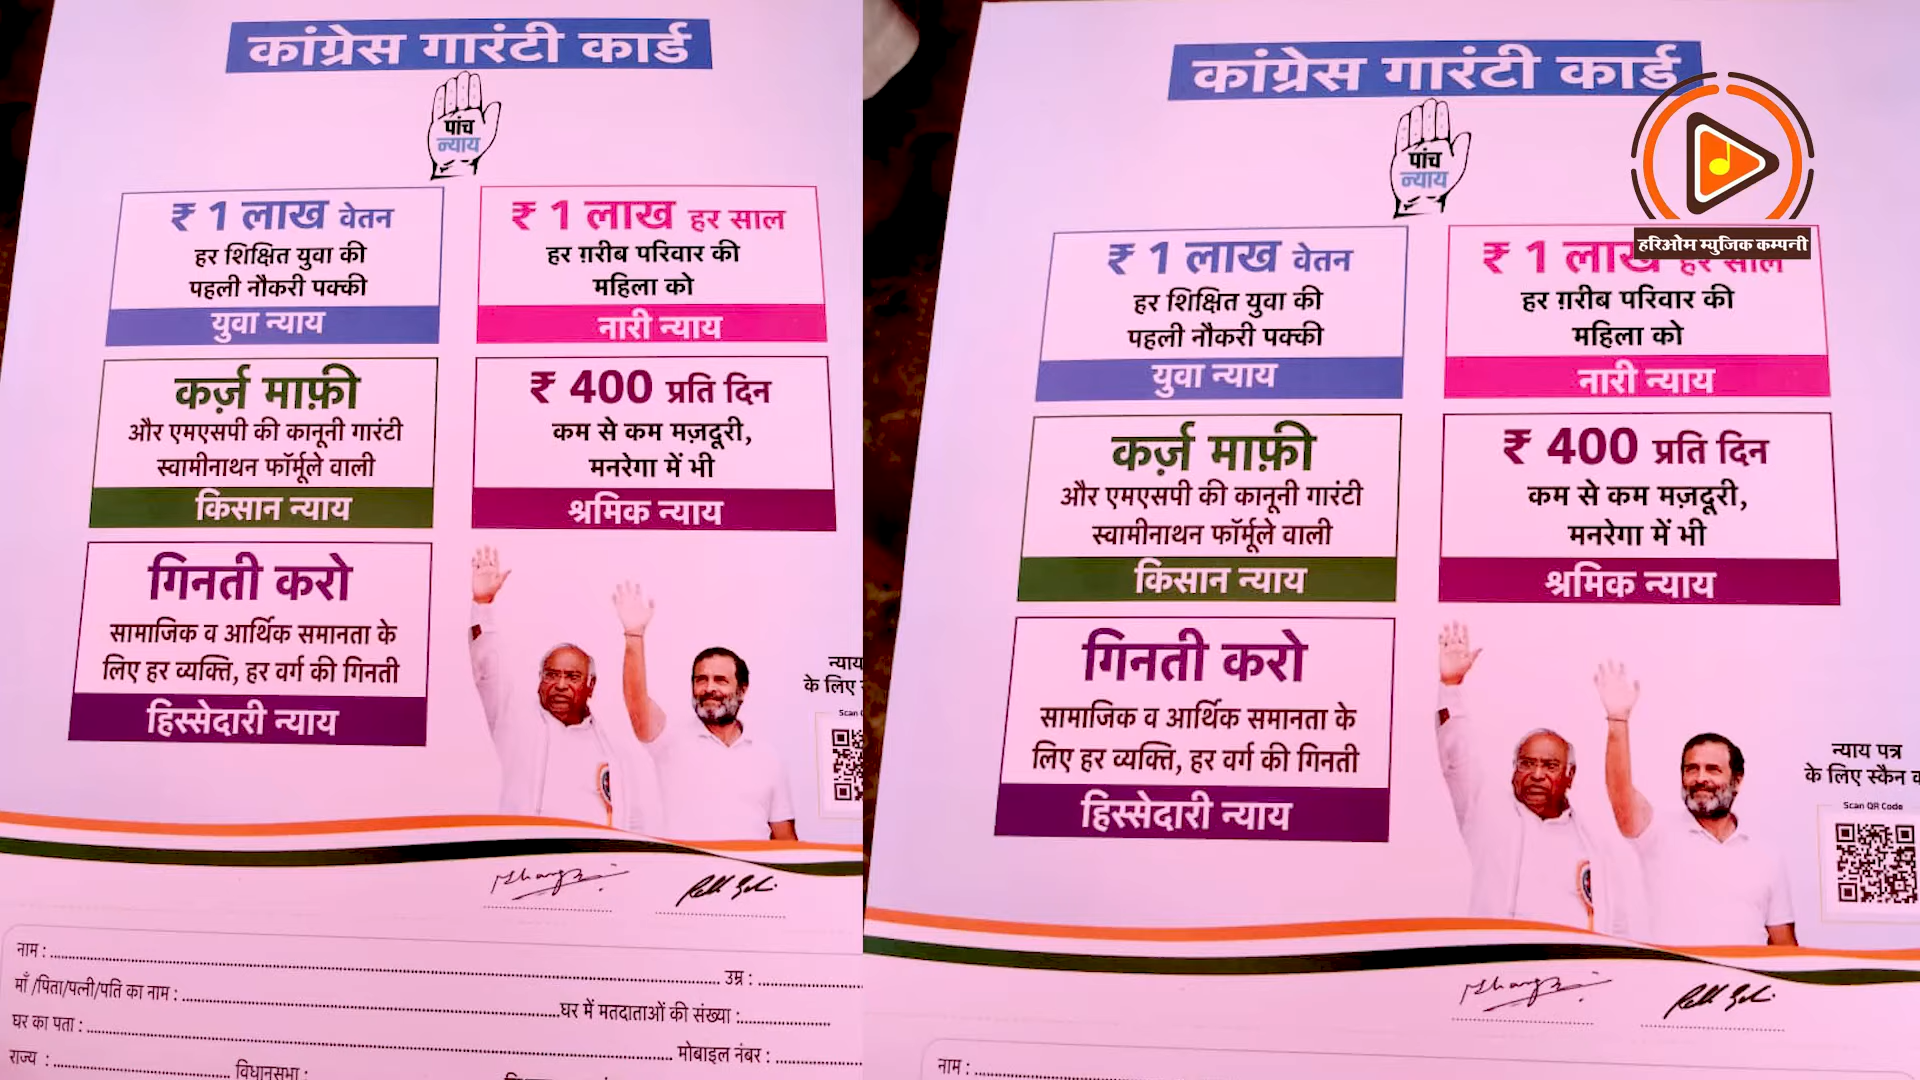 कांग्रेस गारंटी कार्ड
पांच
न्याय
₹ 1 लाख वेतन
हर शिक्षित युवा की
पहली नौकरी पक्की
युवा न्याय
₹ 1 लाख हर साल
हर ग़रीब परिवार की
महिला को
नारी न्याय
कर्ज़ माफ़ी
और एमएसपी की कानूनी गारंटी
स्वामीनाथन फॉर्मूले वाली
किसान न्याय
₹ 400 प्रति दिन
कम से कम मज़दूरी,
मनरेगा में भी
श्रमिक न्याय
गिनती करो
सामाजिक व आर्थिक समानता के
लिए हर व्यक्ति, हर वर्ग की गिनती
हिस्सेदारी न्याय
न्याय
के लिए
Scan
नाम :
उम्र :
माँ /पिता/पत्नी/पति का नाम :
घर में मतदाताओं की संख्या :
घर का पता :
मोबाइल नंबर :
राज्य :
विधानसभा :
कांग्रेस गारंटी कार्ड
हरिओम म्युजिक कम्पनी
पांच
न्याय
₹ 1 लाख वेतन
हर शिक्षित युवा की
पहली नौकरी पक्की
युवा न्याय
₹ 1 लाख हर साल
हर ग़रीब परिवार की
महिला को
नारी न्याय
कर्ज़ माफ़ी
और एमएसपी की कानूनी गारंटी
स्वामीनाथन फॉर्मूले वाली
किसान न्याय
₹ 400 प्रति दिन
कम से कम मज़दूरी,
मनरेगा में भी
श्रमिक न्याय
गिनती करो
सामाजिक व आर्थिक समानता के
लिए हर व्यक्ति, हर वर्ग की गिनती
हिस्सेदारी न्याय
न्याय पत्र
के लिए स्कैन
Scan QR Code
नाम :